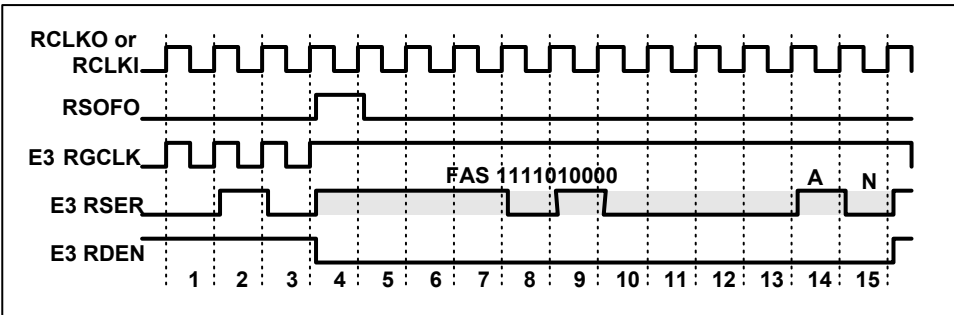 RCLKO or
RCLKI
RSOFO
E3 RGCLK
FAS 1111010000 A N
E3 RSER
E3 RDEN
1 2 3 4 5 6 7 8 9 10 11 12 13 14 15